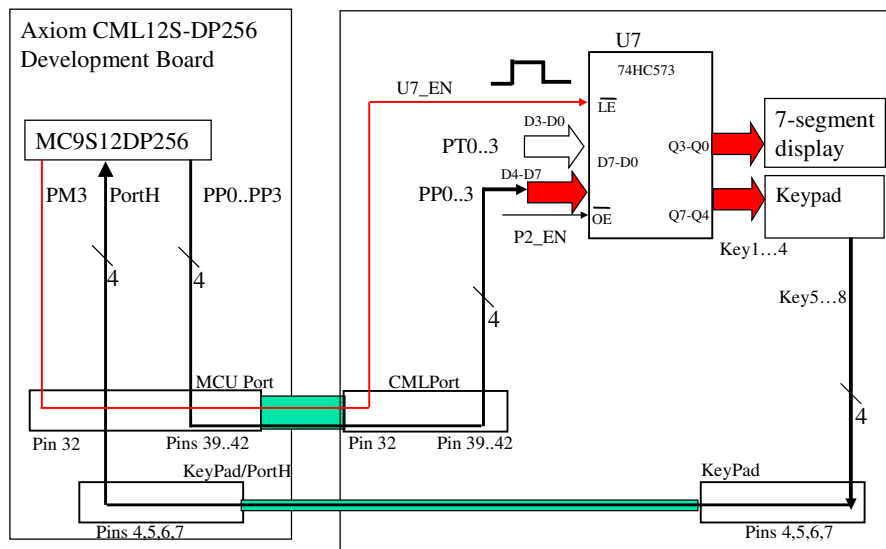 Axiom CML12S-DP256
Development Board
MC9S12DP256
PM3
PortH
PP0..PP3
4
4
MCU Port
Pin 32
Pins 39..42
KeyPad/PortH
Pins 4,5,6,7
U7
74HC573
U7_EN
LE
D3-D0
PT0..3
D7-D0
D4-D7
PP0..3
OE
P2_EN
Q3-Q0
Q7-Q4
7-segment
display
Keypad
Key1…4
Key5…8
4
4
CMLPort
Pin 32
Pin 39..42
KeyPad
Pins 4,5,6,7